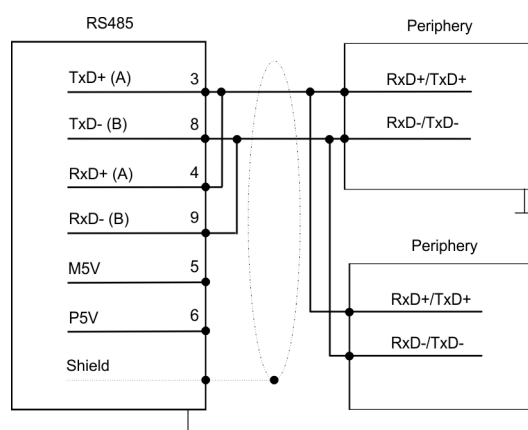 RS485
TxD+ (A) 3
TxD- (B) 8
RxD+ (A) 4
RxD- (B) 9
M5V 5
P5V 6
Shield
Periphery
RxD+/TxD+
RxD-/TxD-
Periphery
RxD+/TxD+
RxD-/TxD-